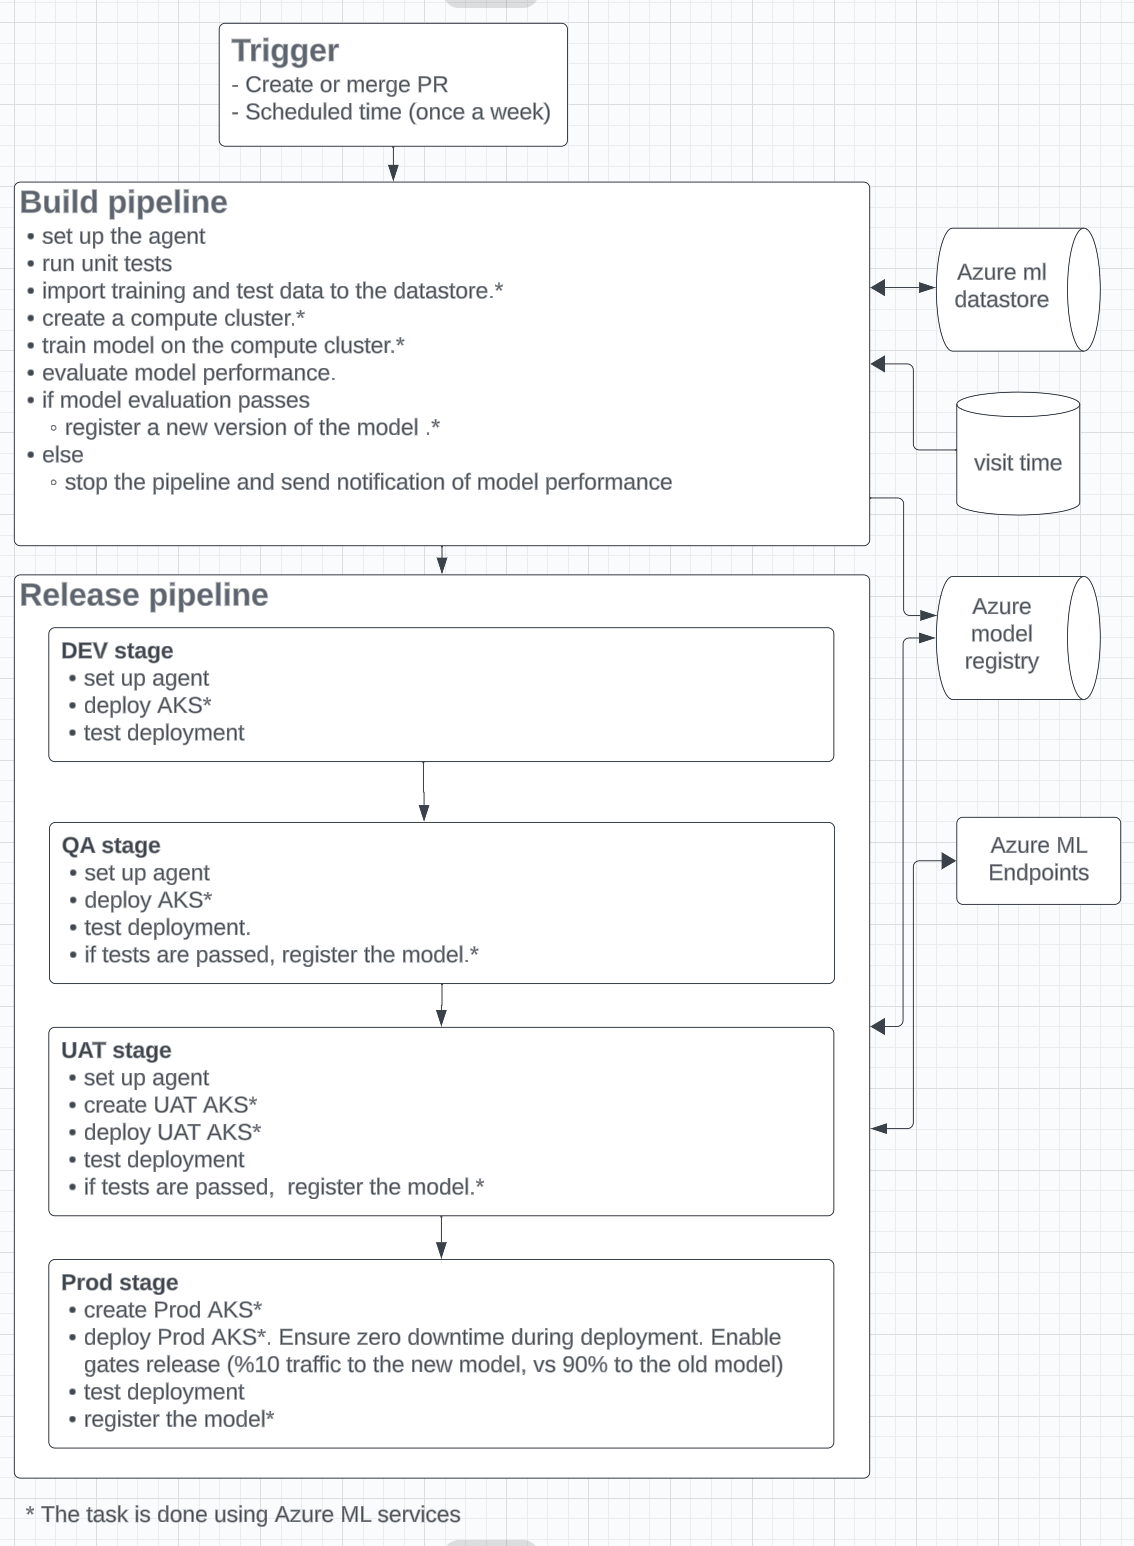 Trigger
- Create or merge PR
- Scheduled time (once a week)
Build pipeline
• set up the agent
• run unit tests
• import training and test data to the datastore.*
• create a compute cluster.*
• train model on the compute cluster.*
• evaluate model performance.
• if model evaluation passes
◦ register a new version of the model .*
• else
◦ stop the pipeline and send notification of model performance
Azure ml
datastore
visit time
Azure
model
registry
Release pipeline
DEV stage
• set up agent
• deploy AKS*
• test deployment
QA stage
• set up agent
• deploy AKS*
• test deployment.
• if tests are passed, register the model.*
Azure ML
Endpoints
UAT stage
• set up agent
• create UAT AKS*
• deploy UAT AKS*
• test deployment
• if tests are passed,  register the model.*
Prod stage
• create Prod AKS*
• deploy Prod AKS*. Ensure zero downtime during deployment. Enable
gates release (%10 traffic to the new model, vs 90% to the old model)
• test deployment
• register the model*
* The task is done using Azure ML services